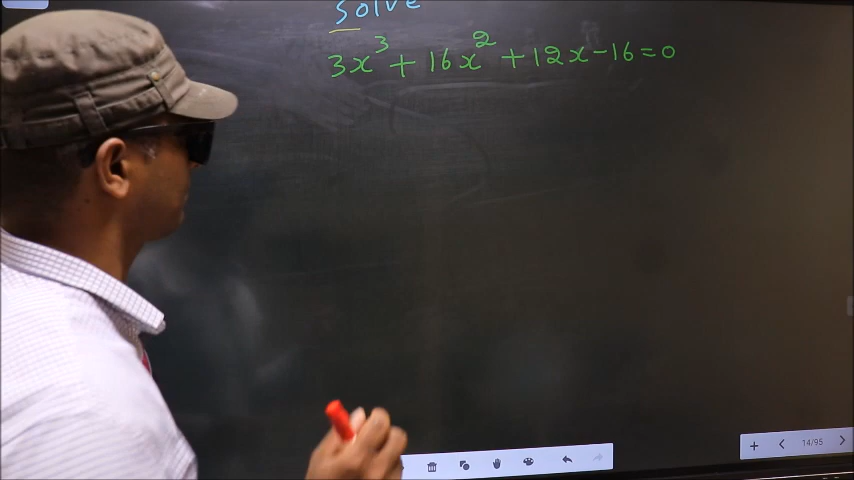 Solve
3x³ + 16x² + 12x - 16 = 0
14/95